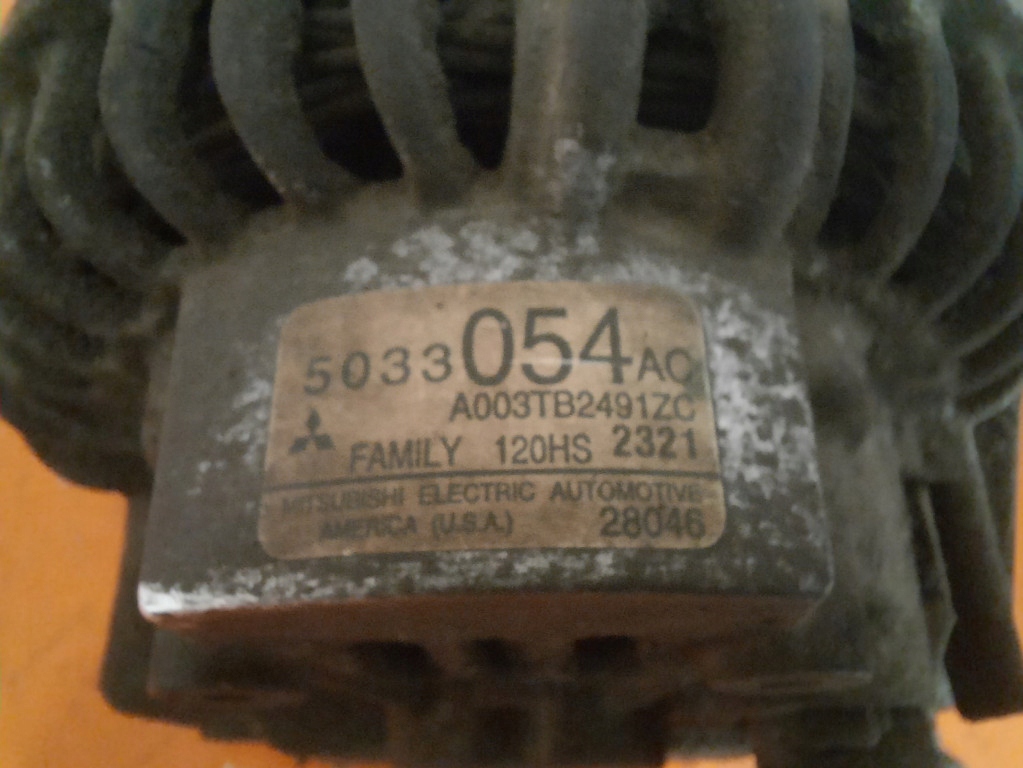 5033054AC
A003TB2491ZC
FAMILY 120HS 2321
MITSUBISHI ELECTRIC AUTOMOTIVE
AMERICA (U.S.A.) 28046